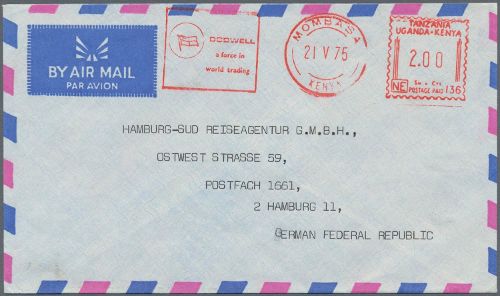 BY AIR MAIL
PAR AVION
DODWELL
a force in
world trading
MOMBASA
21 V 75
KENYA
TANZANIA
UGANDA-KENYA
2.00
Sh Cts
NE POSTAGE PAID 136
HAMBURG-SUD REISEAGENTUR G.M.B.H.,
OSTWEST STRASSE 59,
POSTFACH 1661,
2 HAMBURG 11,
GERMAN FEDERAL REPUBLIC